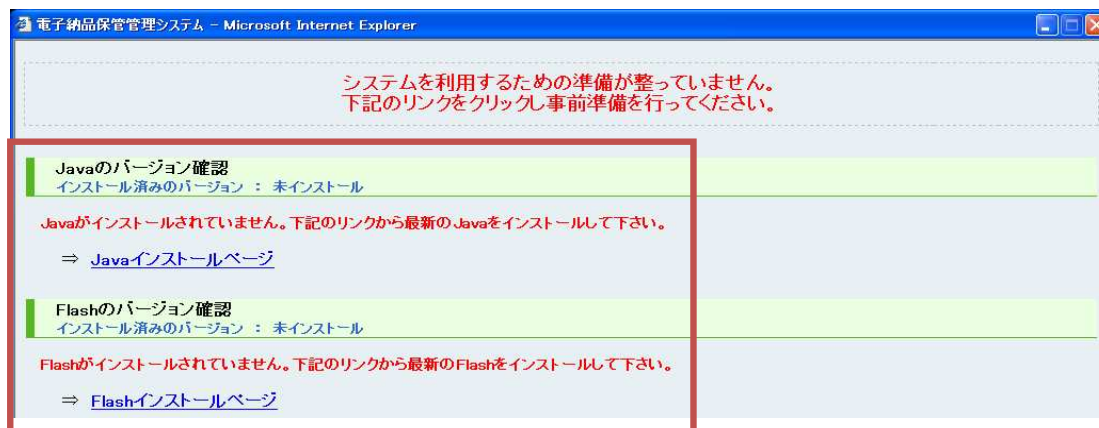 電子納品保管管理システム - Microsoft Internet Explorer
システムを利用するための準備が整っていません。
下記のリンクをクリックし事前準備を行ってください。
Javaのバージョン確認
インストール済みのバージョン : 未インストール
Javaがインストールされていません。下記のリンクから最新のJavaをインストールして下さい。
⇒ Javaインストールページ
Flashのバージョン確認
インストール済みのバージョン : 未インストール
Flashがインストールされていません。下記のリンクから最新のFlashをインストールして下さい。
⇒ Flashインストールページ